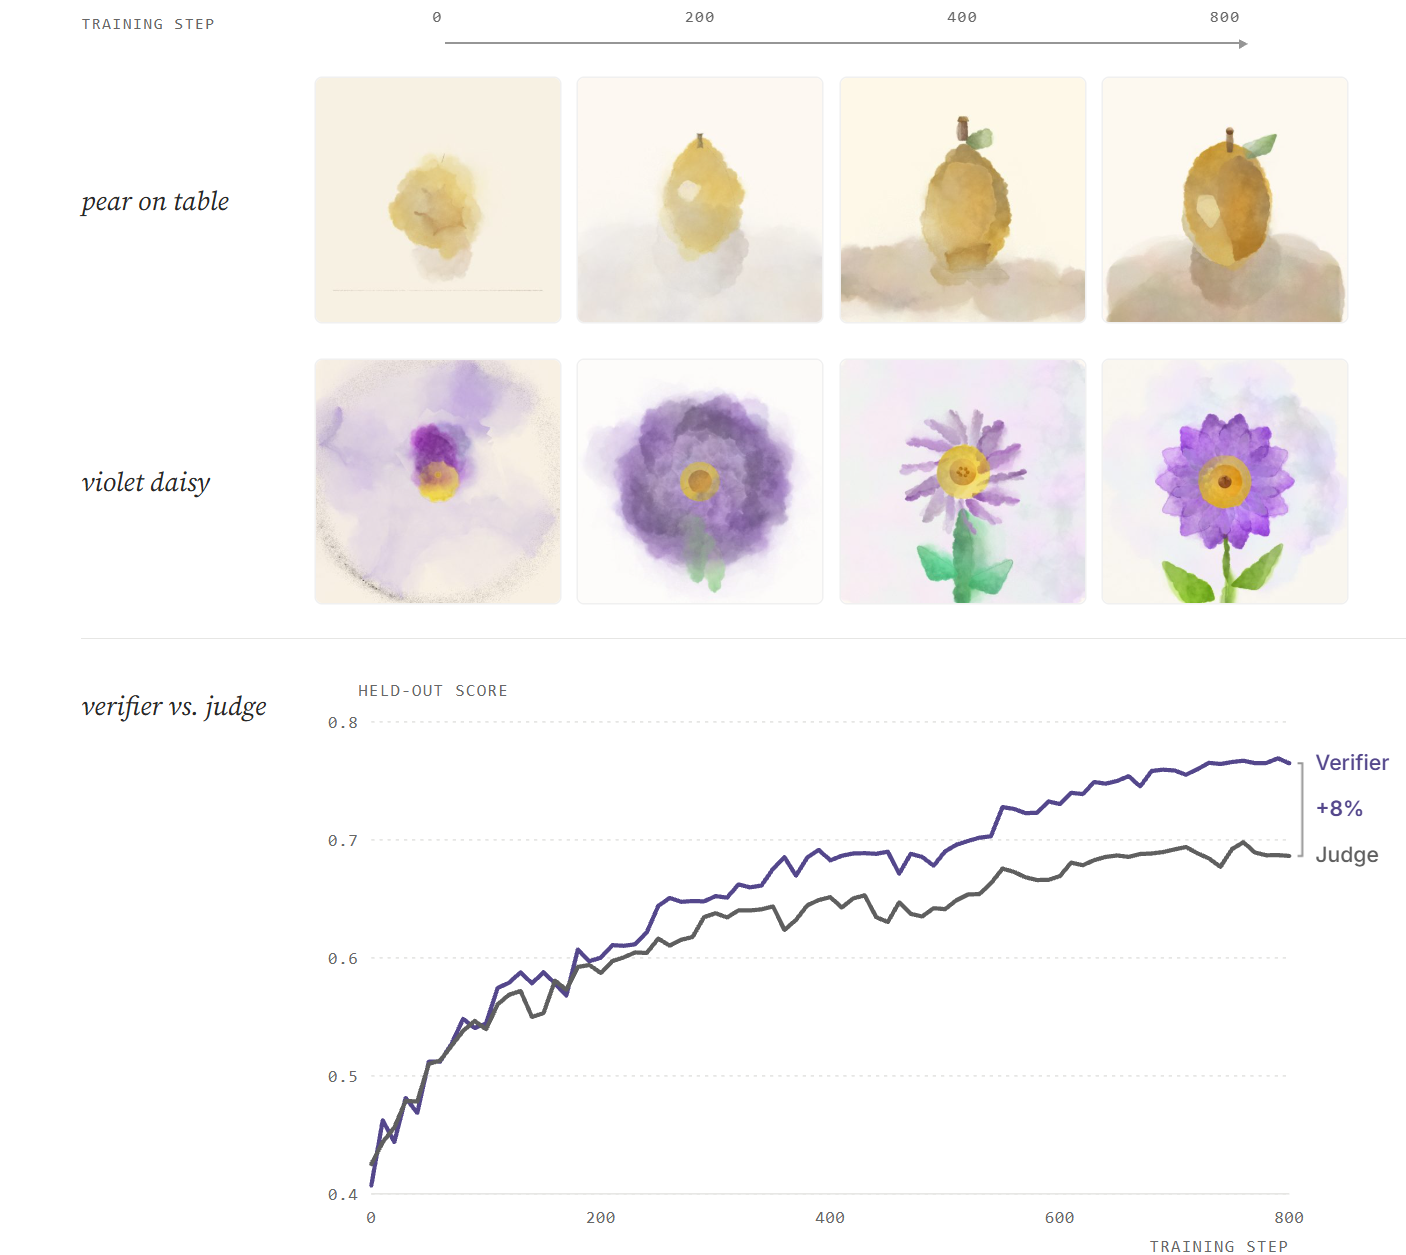 TRAINING STEP
0 200 400 800
pear on table
violet daisy
verifier vs. judge
HELD-OUT SCORE
0.8
Verifier
+8%
0.7
Judge
0.6
0.5
0.4
0 200 400 600 800
TRAINING STEP